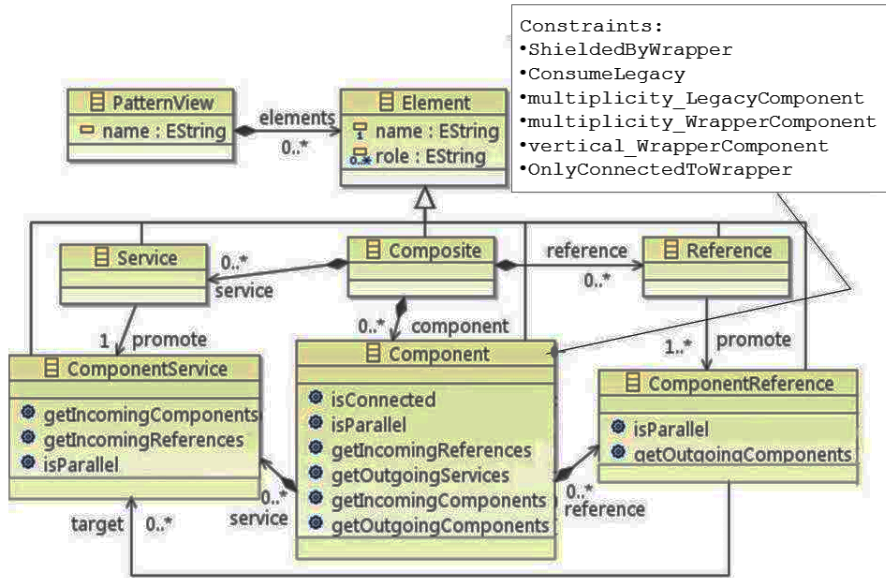 Constraints:
•ShieldedByWrapper
•ConsumeLegacy
•multiplicity_LegacyComponent
•multiplicity_WrapperComponent
•vertical_WrapperComponent
•OnlyConnectedToWrapper
PatternView
name : EString
elements
0..*
Element
1 name : EString
0..* role : EString
Service
0..*
service
Composite
reference
0..*
Reference
1 promote
0..* component
1..* promote
ComponentService
getIncomingComponents
getIncomingReferences
isParallel
Component
isConnected
isParallel
getIncomingReferences
getOutgoingServices
getIncomingComponents
getOutgoingComponents
ComponentReference
isParallel
getOutgoingComponents
0..*
service
0..*
reference
target 0..*